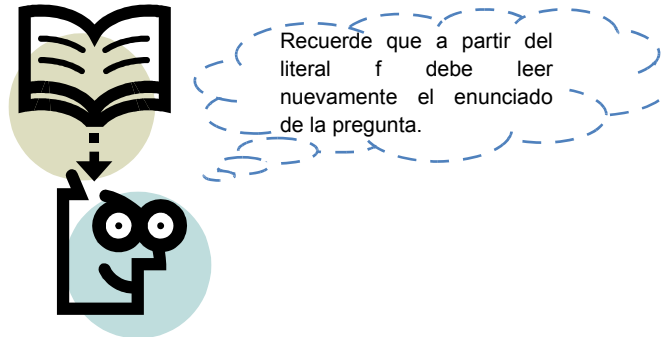 Recuerde que a partir del
literal f debe leer
nuevamente el enunciado
de la pregunta.